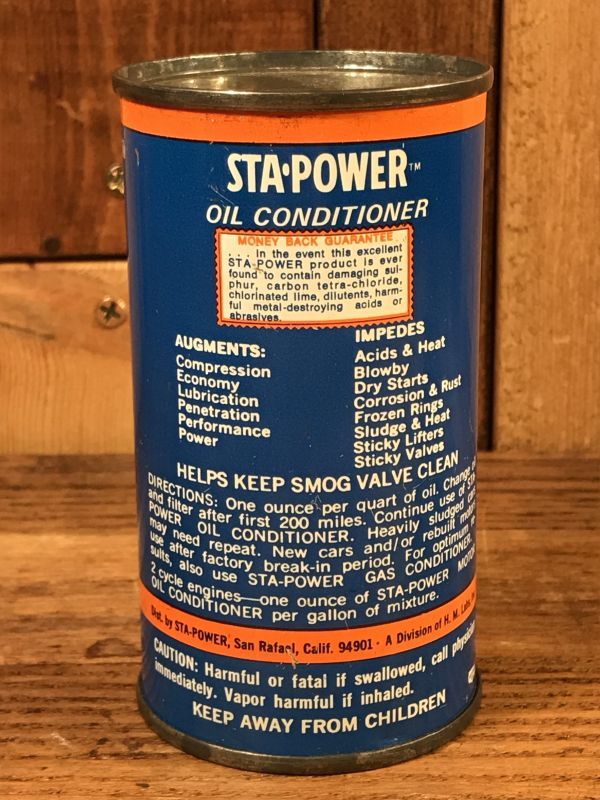 STA•POWER™
OIL CONDITIONER
MONEY BACK GUARANTEE
. . . In the event this excellent
STA-POWER product is ever
found to contain damaging sul-
phur, carbon tetra-chloride,
chlorinated lime, dilutents, harm-
ful metal-destroying acids or
abrasives.
AUGMENTS:
Compression
Economy
Lubrication
Penetration
Performance
Power
IMPEDES
Acids & Heat
Blowby
Dry Starts
Corrosion & Rust
Frozen Rings
Sludge & Heat
Sticky Lifters
Sticky Valves
HELPS KEEP SMOG VALVE CLEAN
DIRECTIONS: One ounce per quart of oil. Change
and filter after first 200 miles. Continue use of
POWER OIL CONDITIONER. Heavily sludged
may need repeat. New cars and/or rebuilt
use after factory break-in period. For optimum
sults, also use STA-POWER GAS CONDITIONER.
2 cycle engines—one ounce of STA-POWER MOTOR
OIL CONDITIONER per gallon of mixture.
Dist. by STA-POWER, San Rafael, Calif. 94901 • A Division of H. M. Labs,
CAUTION: Harmful or fatal if swallowed, call
immediately. Vapor harmful if inhaled.
KEEP AWAY FROM CHILDREN